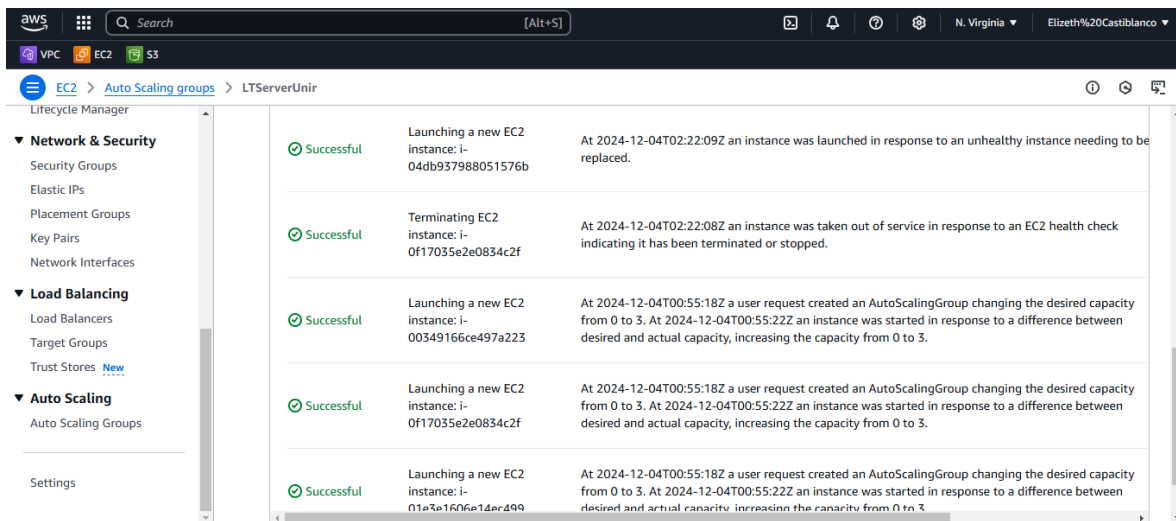 aws
Search
[Alt+S]
N. Virginia
Elizeth%20Castiblanco
VPC
EC2
S3
EC2 > Auto Scaling groups > LTServerUnir
Lifecycle Manager
Network & Security
Security Groups
Elastic IPs
Placement Groups
Key Pairs
Network Interfaces
Load Balancing
Load Balancers
Target Groups
Trust Stores New
Auto Scaling
Auto Scaling Groups
Settings
Successful
Launching a new EC2
instance: i-
04db937988051576b
At 2024-12-04T02:22:09Z an instance was launched in response to an unhealthy instance needing to be
replaced.
Successful
Terminating EC2
instance: i-
0f17035e2e0834c2f
At 2024-12-04T02:22:08Z an instance was taken out of service in response to an EC2 health check
indicating it has been terminated or stopped.
Successful
Launching a new EC2
instance: i-
00349166ce497a223
At 2024-12-04T00:55:18Z a user request created an AutoScalingGroup changing the desired capacity
from 0 to 3. At 2024-12-04T00:55:22Z an instance was started in response to a difference between
desired and actual capacity, increasing the capacity from 0 to 3.
Successful
Launching a new EC2
instance: i-
0f17035e2e0834c2f
At 2024-12-04T00:55:18Z a user request created an AutoScalingGroup changing the desired capacity
from 0 to 3. At 2024-12-04T00:55:22Z an instance was started in response to a difference between
desired and actual capacity, increasing the capacity from 0 to 3.
Successful
Launching a new EC2
instance: i-
01e3e1606e14ec499
At 2024-12-04T00:55:18Z a user request created an AutoScalingGroup changing the desired capacity
from 0 to 3. At 2024-12-04T00:55:22Z an instance was started in response to a difference between
desired and actual capacity, increasing the capacity from 0 to 3.